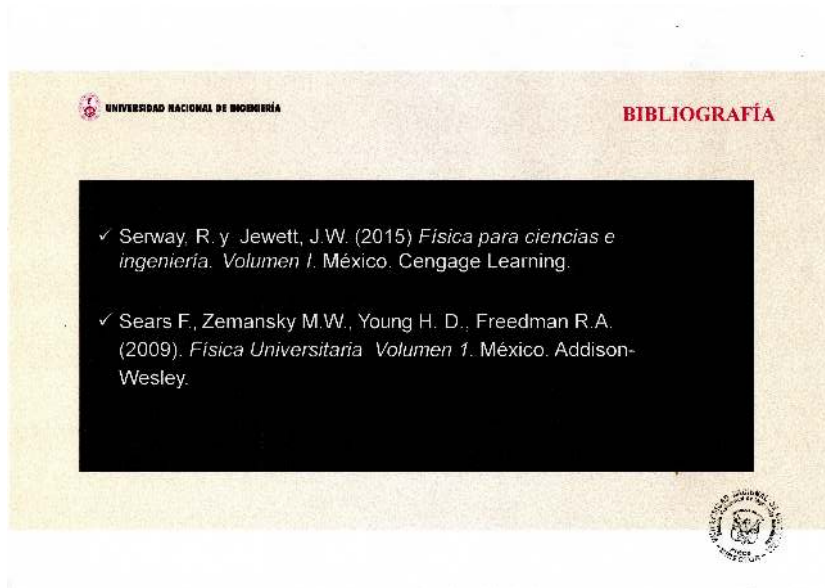 UNIVERSIDAD NACIONAL DE INGENIERÍA
BIBLIOGRAFÍA
✓ Serway, R. y Jewett, J.W. (2015) Física para ciencias e
ingeniería. Volumen I. México. Cengage Learning.
✓ Sears F., Zemansky M.W., Young H. D., Freedman R.A.
(2009). Física Universitaria Volumen 1. México. Addison-
Wesley.